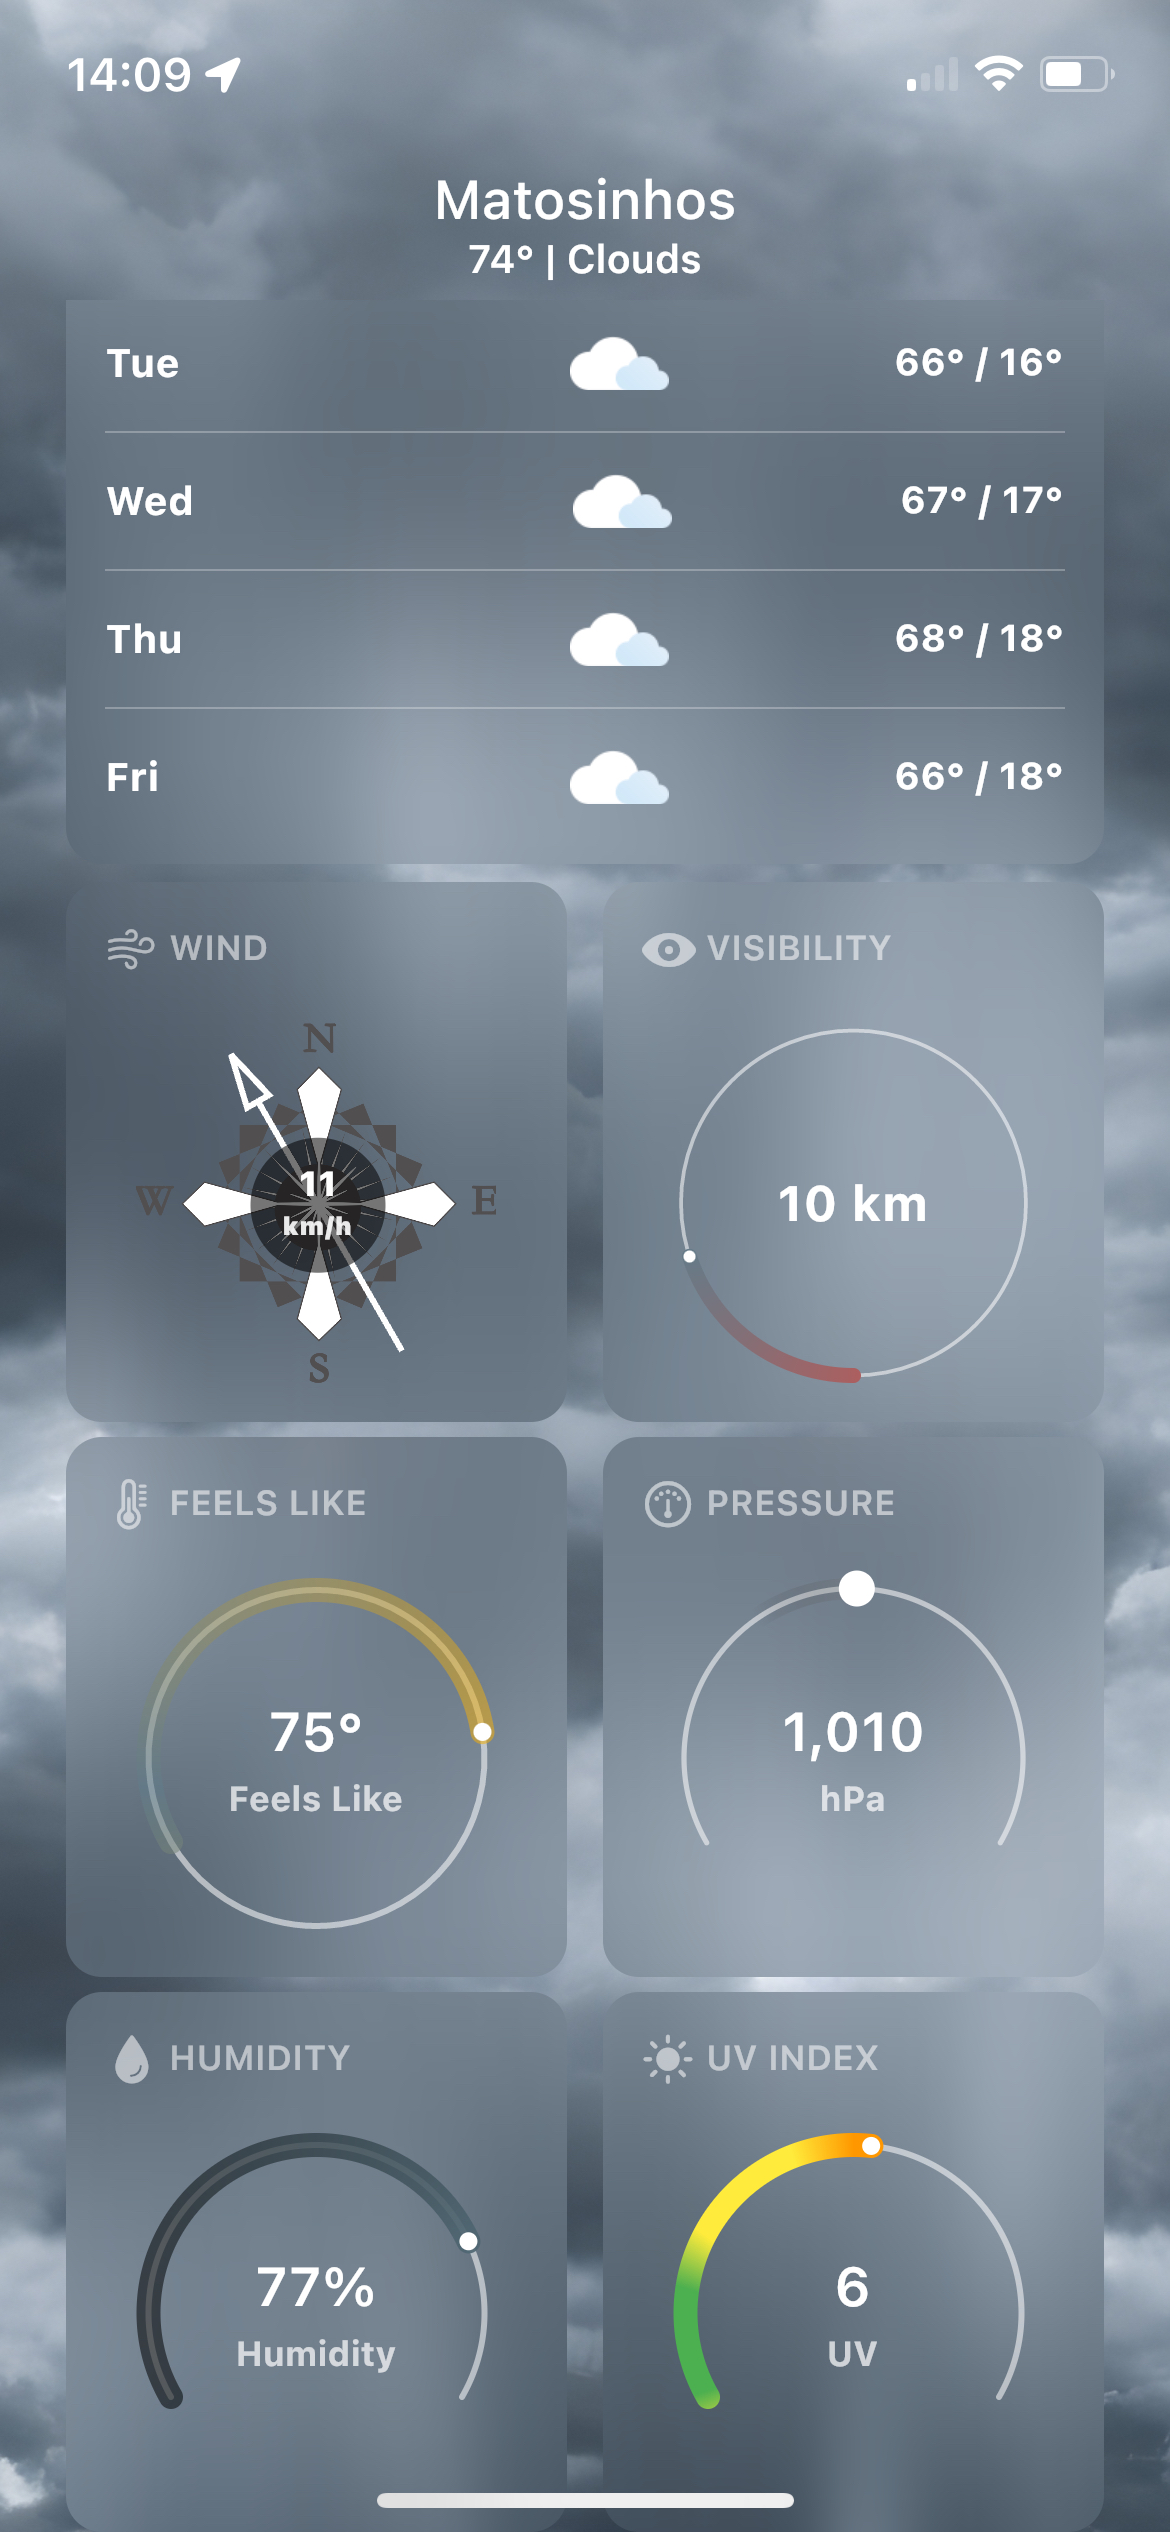 14:09
Matosinhos
74° | Clouds
Tue 66° / 16°
Wed 67° / 17°
Thu 68° / 18°
Fri 66° / 18°
WIND
N
W E
S
11
km/h
VISIBILITY
10 km
FEELS LIKE
75°
Feels Like
PRESSURE
1,010
hPa
HUMIDITY
77%
Humidity
UV INDEX
6
UV